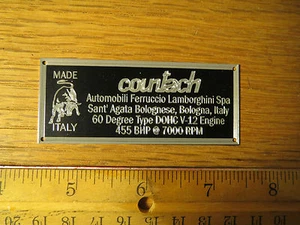 MADE
ITALY
countach
Automobili Ferruccio Lamborghini Spa
Sant' Agata Bolognese, Bologna, Italy
60 Degree Type DOHC V-12 Engine
455 BHP @ 7000 RPM
5 6 7 8